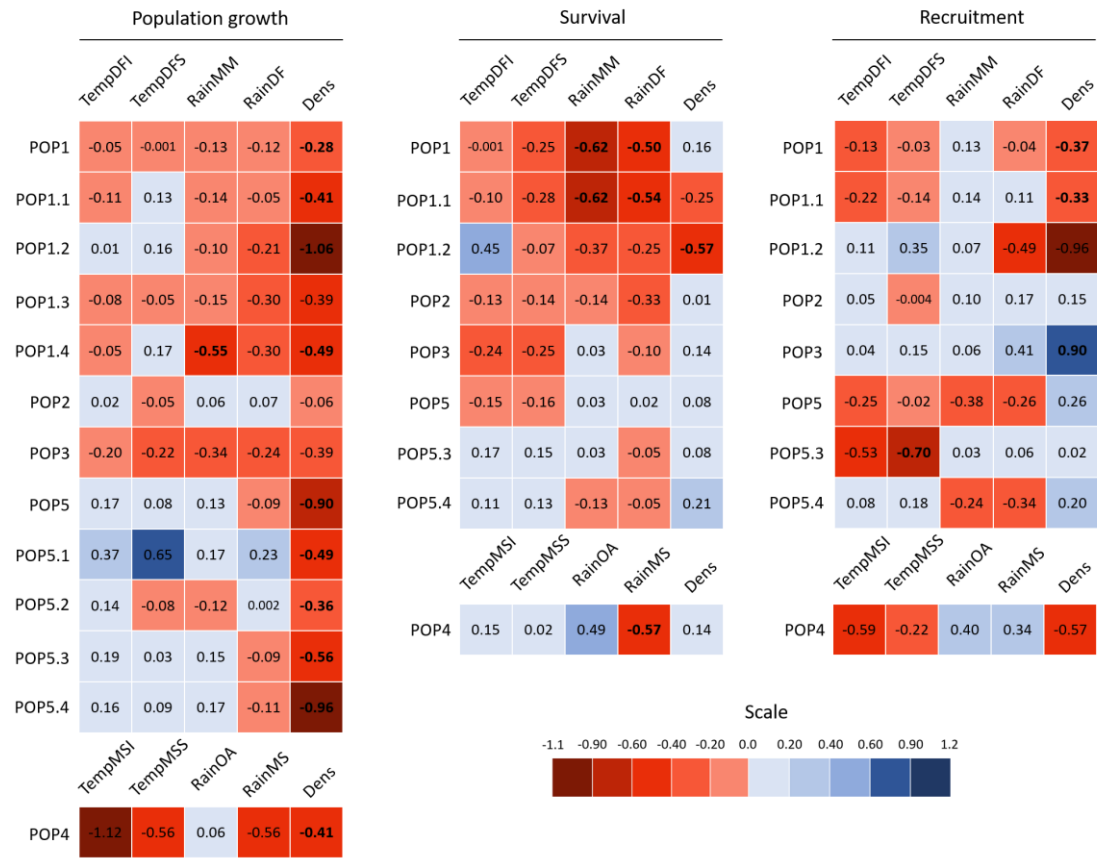 Population growth
TempDFI TempDFS RainMM RainDF Dens
POP1 -0.05 -0.001 -0.13 -0.12 -0.28
POP1.1 -0.11 0.13 -0.14 -0.05 -0.41
POP1.2 0.01 0.16 -0.10 -0.21 -1.06
POP1.3 -0.08 -0.05 -0.15 -0.30 -0.39
POP1.4 -0.05 0.17 -0.55 -0.30 -0.49
POP2 0.02 -0.05 0.06 0.07 -0.06
POP3 -0.20 -0.22 -0.34 -0.24 -0.39
POP5 0.17 0.08 0.13 -0.09 -0.90
POP5.1 0.37 0.65 0.17 0.23 -0.49
POP5.2 0.14 -0.08 -0.12 0.002 -0.36
POP5.3 0.19 0.03 0.15 -0.09 -0.56
POP5.4 0.16 0.09 0.17 -0.11 -0.96
TempMSI TempMSS RainOA RainMS Dens
POP4 -1.12 -0.56 0.06 -0.56 -0.41
Survival
TempDFI TempDFS RainMM RainDF Dens
POP1 -0.001 -0.25 -0.62 -0.50 0.16
POP1.1 -0.10 -0.28 -0.62 -0.54 -0.25
POP1.2 0.45 -0.07 -0.37 -0.25 -0.57
POP2 -0.13 -0.14 -0.14 -0.33 0.01
POP3 -0.24 -0.25 0.03 -0.10 0.14
POP5 -0.15 -0.16 0.03 0.02 0.08
POP5.3 0.17 0.15 0.03 -0.05 0.08
POP5.4 0.11 0.13 -0.13 -0.05 0.21
TempMSI TempMSS RainOA RainMS Dens
POP4 0.15 0.02 0.49 -0.57 0.14
Recruitment
TempDFI TempDFS RainMM RainDF Dens
POP1 -0.13 -0.03 0.13 -0.04 -0.37
POP1.1 -0.22 -0.14 0.14 0.11 -0.33
POP1.2 0.11 0.35 0.07 -0.49 -0.96
POP2 0.05 -0.004 0.10 0.17 0.15
POP3 0.04 0.15 0.06 0.41 0.90
POP5 -0.25 -0.02 -0.38 -0.26 0.26
POP5.3 -0.53 -0.70 0.03 0.06 0.02
POP5.4 0.08 0.18 -0.24 -0.34 0.20
TempMSI TempMSS RainOA RainMS Dens
POP4 -0.59 -0.22 0.40 0.34 -0.57
Scale
-1.1 -0.90 -0.60 -0.40 -0.20 0.0 0.20 0.40 0.60 0.90 1.2